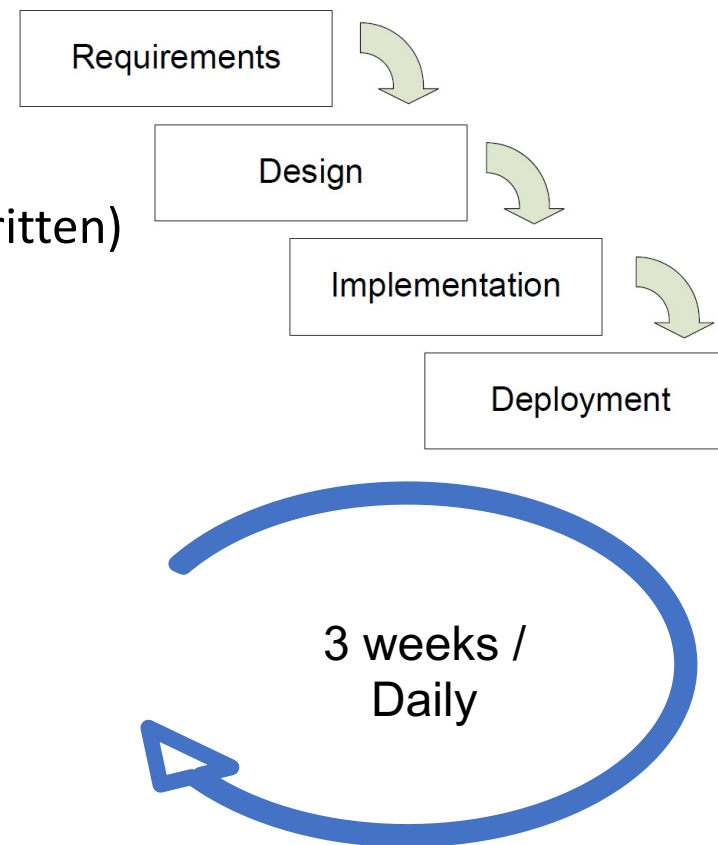 Requirements
Design
ritten)
Implementation
Deployment
3 weeks /
Daily